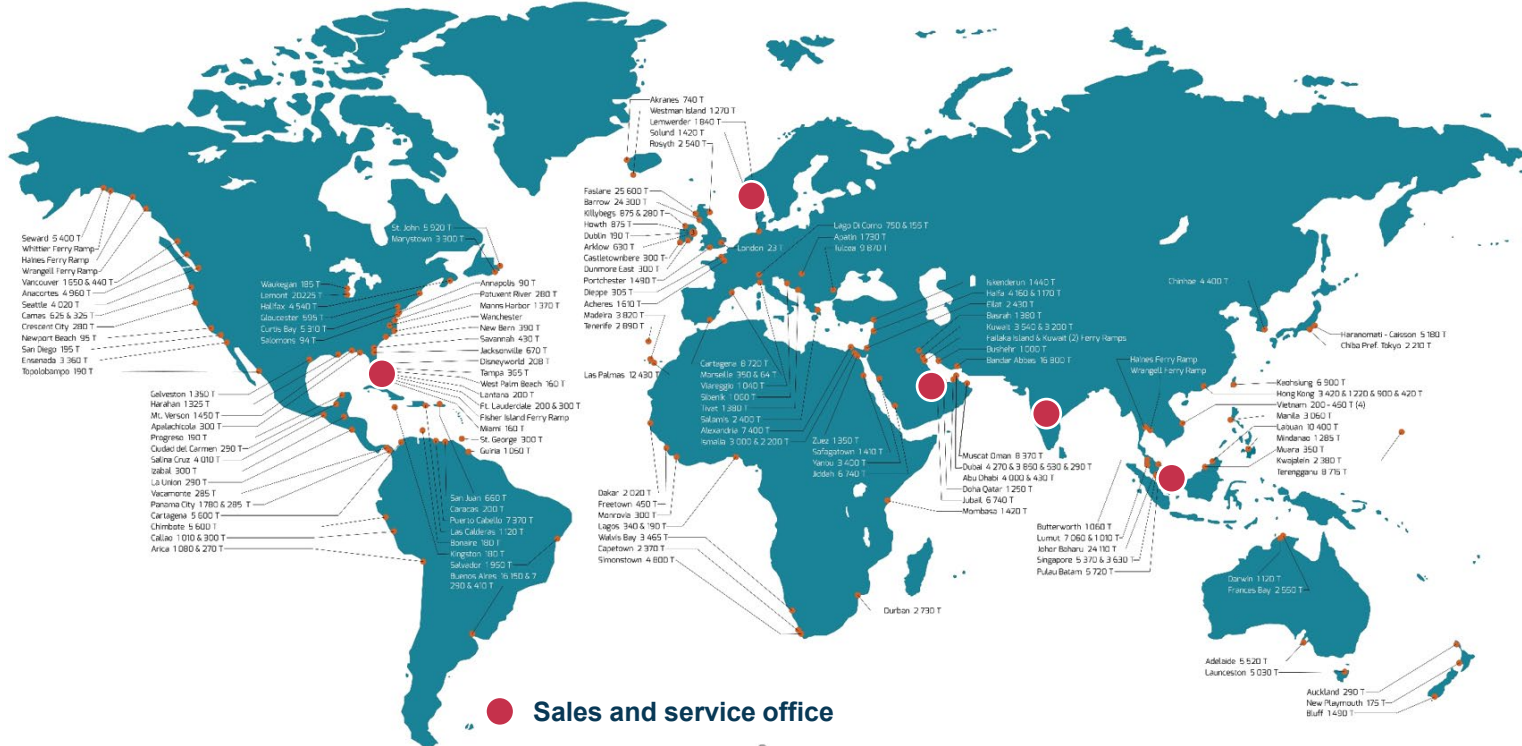 Akranes 740 T
Westman Island 1 270 T
Lemwerder 1 840 T
Solund 1 420 T
Rosyth 2 540 T
Faslane 25 600 T
Barrow 24 300 T
Killybegs 875 & 280 T
Howth 875 T
Dublin 190 T
Arklow 630 T
Castletownbere 300 T
Dunmore East 300 T
Portchester 1 490 T
Dieppe 305 T
Acheres 1 610 T
Madeira 3 820 T
Tenerife 2 890 T
Las Palmas 12 430 T
London 23 T
Lago Di Como 750 & 155 T
Apatin 1 730 T
Tulcea 9 870 T
St. John 5 920 T
Marystown 3 300 T
Seward 5 400 T
Whittier Ferry Ramp
Haines Ferry Ramp
Wrangell Ferry Ramp
Vancouver 1 650 & 440 T
Anacortes 4 960 T
Seattle 4 020 T
Cames 625 & 325 T
Crescent City 280 T
Newport Beach 95 T
San Diego 195 T
Ensenada 3 360 T
Topolobampo 190 T
Waukegan 185 T
Lemont 20225 T
Halifax 4 540 T
Gloucester 595 T
Curtis Bay 5 310 T
Salomons 94 T
Annapolis 90 T
Patuxent River 280 T
Manns Harbor 1 370 T
Wanchester
New Bern 390 T
Savannah 430 T
Jacksonville 670 T
Disneyworld 208 T
Tampa 365 T
West Palm Beach 160 T
Lantana 200 T
Ft. Lauderdale 200 & 300 T
Fisher Island Ferry Ramp
Miami 160 T
St. George 300 T
Guiria 1 060 T
Galveston 1 350 T
Harahan 1 325 T
Mt. Verson 1 450 T
Apalachicola 300 T
Progreso 190 T
Ciudad del Carmen 290 T
Salina Cruz 4 010 T
Izabal 300 T
La Union 290 T
Vacamonte 285 T
Panama City 1 780 & 285 T
Cartagena 5 600 T
Chimbote 5 600 T
Callao 1 010 & 300 T
Arica 1 080 & 270 T
San Juan 660 T
Caracas 200 T
Puerto Cabello 7 370 T
Las Calderas 1 120 T
Bonaire 180 T
Kingston 180 T
Salvador 1 950 T
Buenos Aires 16 150 & 7
290 & 410 T
Cartagena 8 720 T
Marseille 350 & 64 T
Viareggio 1 040 T
Sibenik 1 060 T
Tivat 1 380 T
Salamis 2 400 T
Alexandria 7 400 T
Ismalia 3 000 & 2 200 T
Iskenderun 1 440 T
Haifa 4 160 & 1 170 T
Eilat 2 430 T
Basrah 1 380 T
Kuwait 3 540 & 3 200 T
Failaka Island & Kuwait (2) Ferry Ramps
Bushehr 1 000 T
Bandar Abbas 16 800 T
Zuez 1 350 T
Safagatown 1 410 T
Yanbu 3 400 T
Jiddah 6 740 T
Muscat Oman 8 370 T
Dubai 4 270 & 3 850 & 530 & 290 T
Abu Dhabi 4 000 & 430 T
Doha Qatar 1 250 T
Jubail 6 740 T
Mombasa 1 420 T
Dakar 2 020 T
Freetown 450 T
Monrovia 300 T
Lagos 340 & 190 T
Walvis Bay 3 465 T
Capetown 2 370 T
Simonstown 4 800 T
Durban 2 730 T
Chinhae 4 400 T
Haranomati - Caisson 5 180 T
Chiba Pref. Tokyo 2 210 T
Haines Ferry Ramp
Wrangell Ferry Ramp
Kaohsiung 6 900 T
Hong Kong 3 420 & 1 220 & 900 & 420 T
Vietnam 200 - 450 T (4)
Manila 3 060 T
Labuan 10 400 T
Mindanao 1 285 T
Muara 350 T
Kwajalein 2 380 T
Terengganu 8 715 T
Butterworth 1 060 T
Lumut 7 060 & 1 010 T
Johor Baharu 24 110 T
Singapore 5 370 & 3 630 T
Pulau Batam 5 720 T
Darwin 1 120 T
Frances Bay 2 550 T
Adelaide 5 520 T
Launceston 5 030 T
Auckland 290 T
New Playmouth 175 T
Bluff 1 490 T
Sales and service office